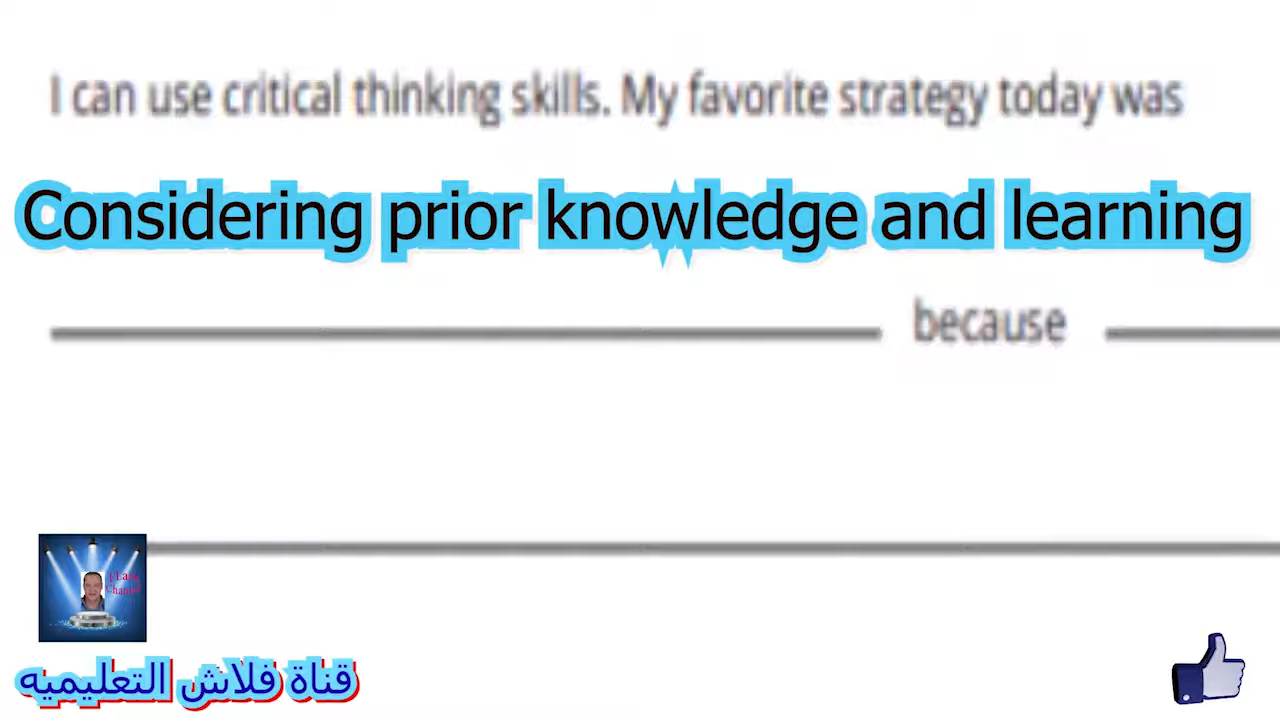 I can use critical thinking skills. My favorite strategy today was
Considering prior knowledge and learning
because
قناة فلاش التعليميه